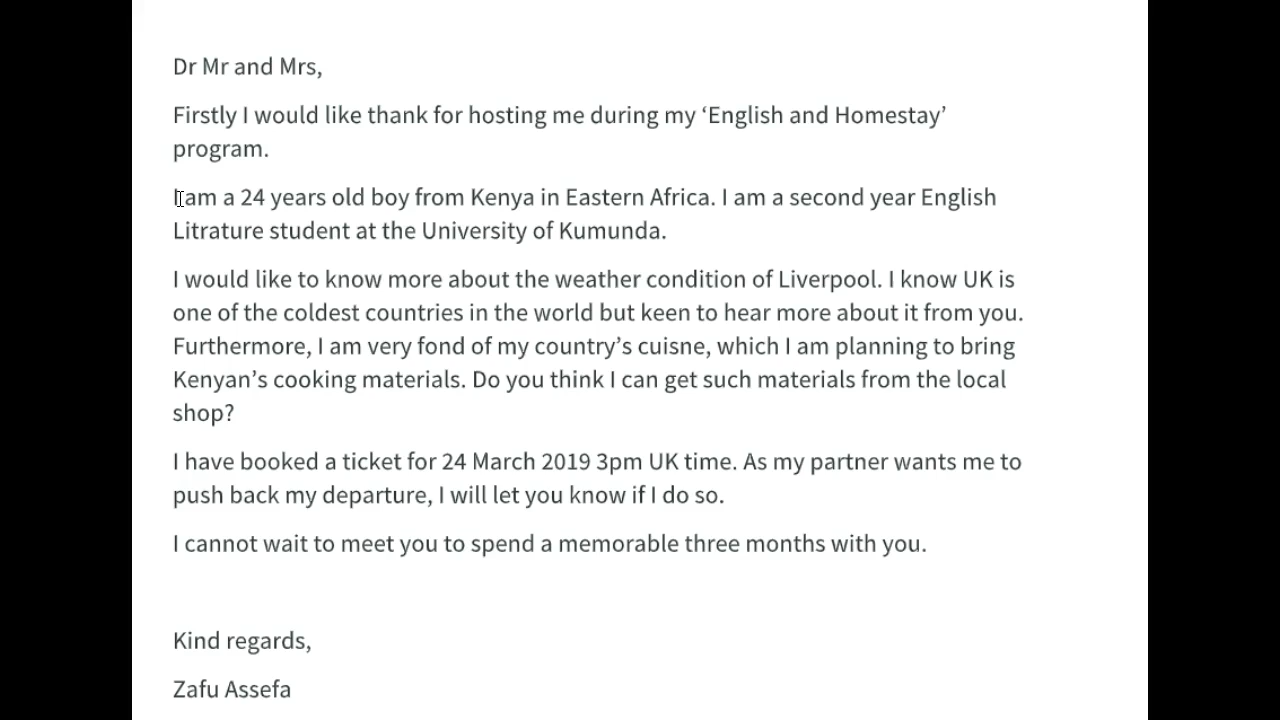 Dr Mr and Mrs,
Firstly I would like thank for hosting me during my ‘English and Homestay’
program.
I am a 24 years old boy from Kenya in Eastern Africa. I am a second year English
Litrature student at the University of Kumunda.
I would like to know more about the weather condition of Liverpool. I know UK is
one of the coldest countries in the world but keen to hear more about it from you.
Furthermore, I am very fond of my country’s cuisne, which I am planning to bring
Kenyan’s cooking materials. Do you think I can get such materials from the local
shop?
I have booked a ticket for 24 March 2019 3pm UK time. As my partner wants me to
push back my departure, I will let you know if I do so.
I cannot wait to meet you to spend a memorable three months with you.
Kind regards,
Zafu Assefa